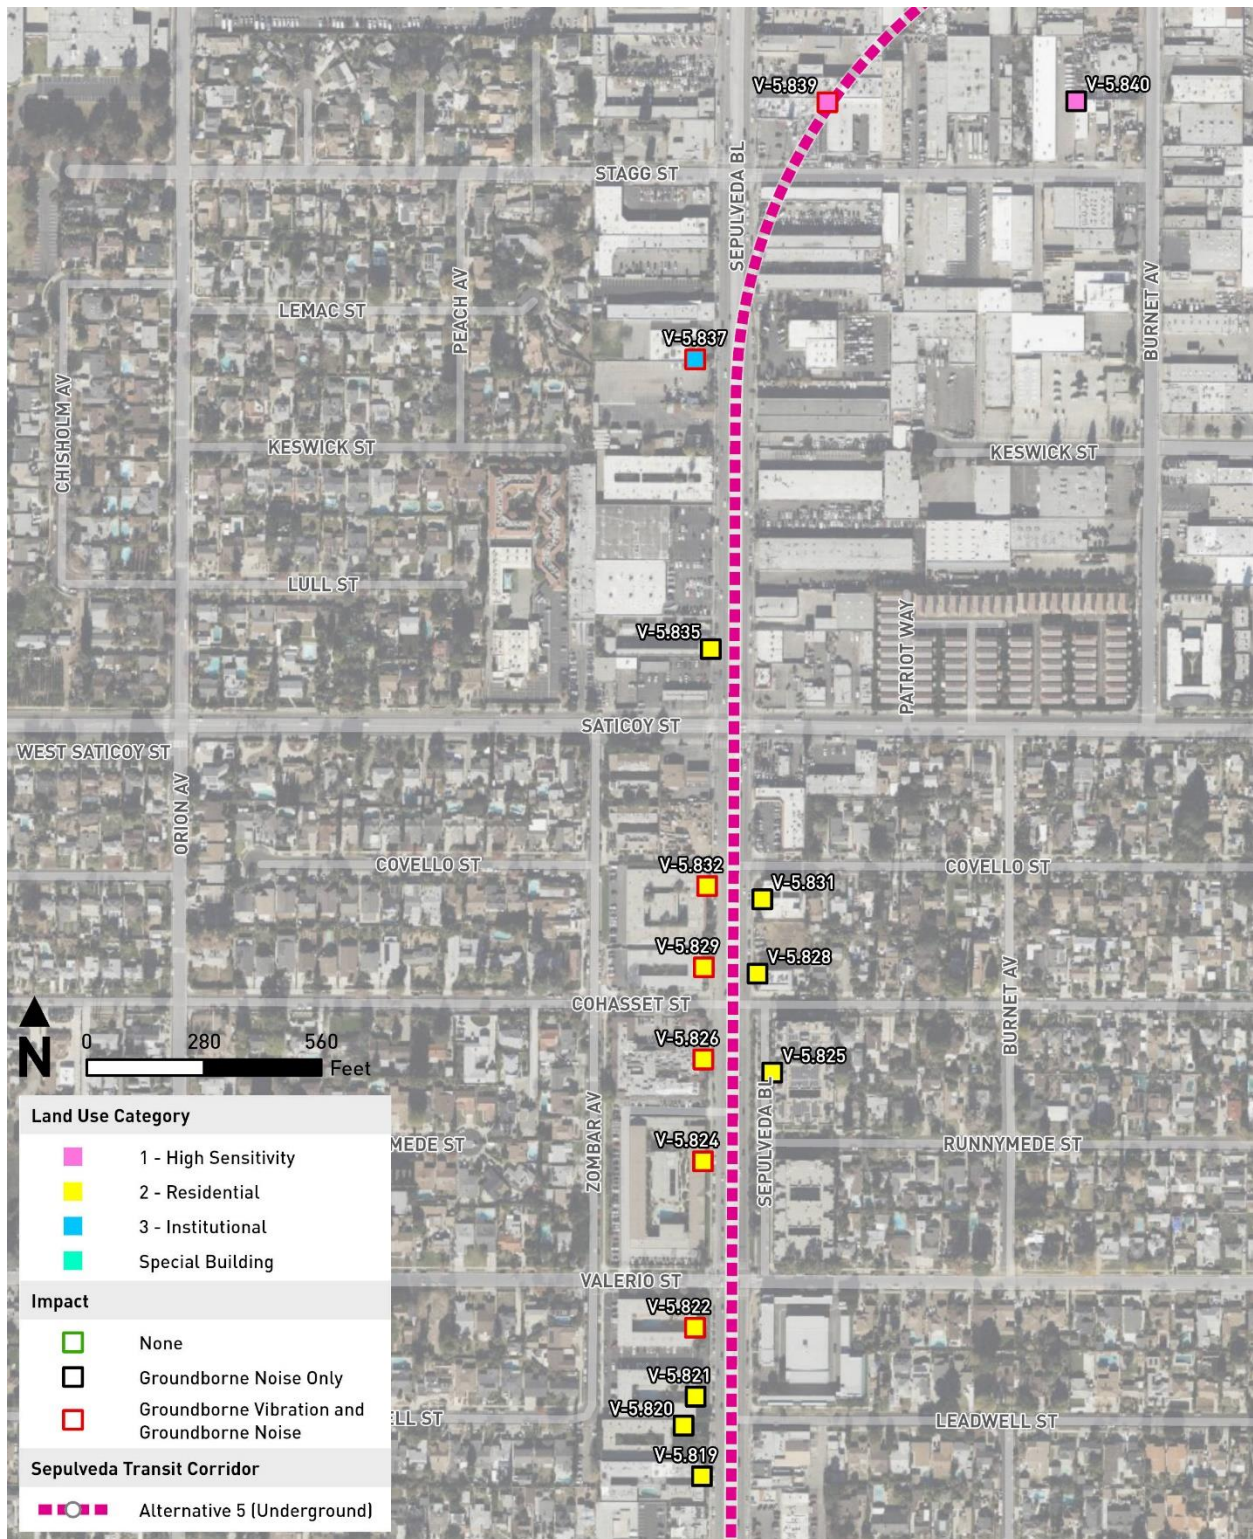 V-5.839
V-5.840
STAGG ST
SEPULVEDA BL
LEMAC ST
PEACH AV
BURNET AV
V-5.837
CHISHOLM AV
KESWICK ST
KESWICK ST
LULL ST
V-5.835
PATRIOT WAY
SATICOY ST
WEST SATICOY ST
ORION AV
COVELLO ST
V-5.832
COVELLO ST
V-5.831
V-5.829
V-5.828
COHASSET ST
BURNET AV
N
0 280 560
Feet
V-5.826
V-5.825
ZOMBAR AV
SEPULVEDA BL
MEDE ST
V-5.824
RUNNYMEDE ST
VALERIO ST
V-5.822
V-5.821
V-5.820
ELL ST
LEADWELL ST
V-5.819
Land Use Category
1 - High Sensitivity
2 - Residential
3 - Institutional
Special Building
Impact
None
Groundborne Noise Only
Groundborne Vibration and
Groundborne Noise
Sepulveda Transit Corridor
Alternative 5 (Underground)